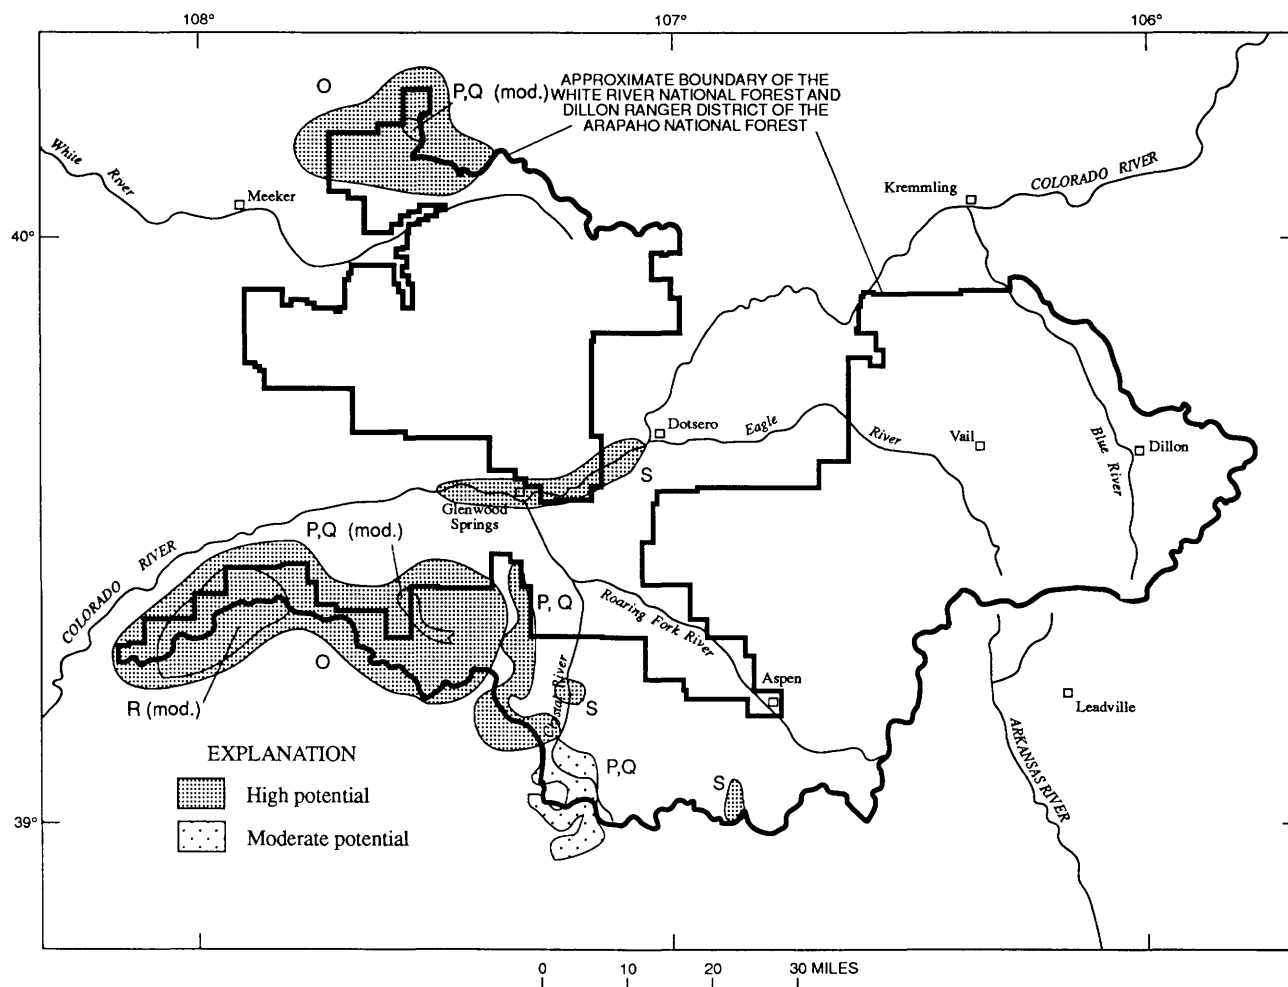 108°
107°
106°
O
P,Q (mod.)
APPROXIMATE BOUNDARY OF THE
WHITE RIVER NATIONAL FOREST AND
DILLON RANGER DISTRICT OF THE
ARAPAHO NATIONAL FOREST
White River
Meeker
Kremmling
COLORADO RIVER
40°
Dotsero
Eagle River
Vail
Blue River
Dillon
S
Glenwood
Springs
P,Q (mod.)
COLORADO RIVER
P, Q
Roaring Fork River
O
Crystal River
Aspen
S
R (mod.)
Leadville
ARKANSAS RIVER
EXPLANATION
High potential
Moderate potential
P,Q
S
39°
0 10 20 30 MILES